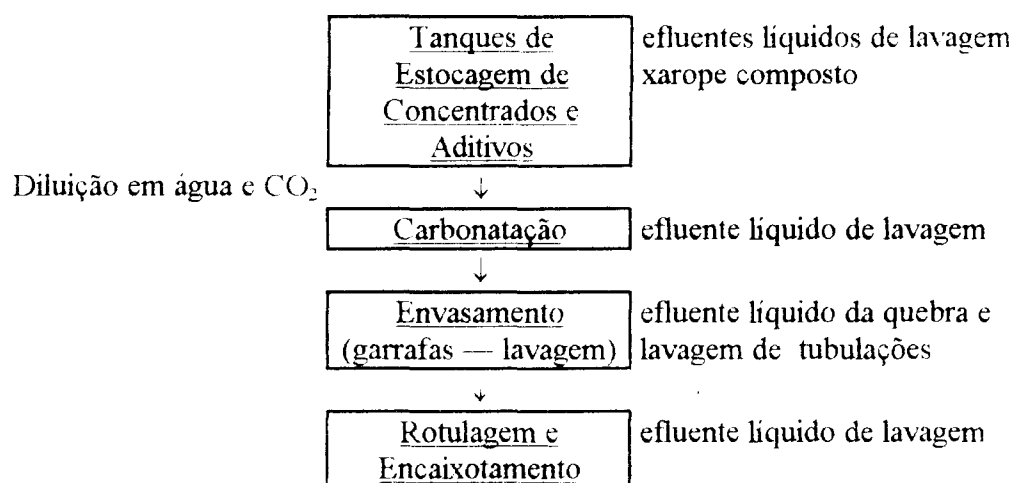 Tanques de
Estocagem de
Concentrados e
Aditivos
efluentes líquidos de lavagem
xarope composto
Diluição em água e CO₂
↓
Carbonatação
efluente líquido de lavagem
↓
Envasamento
(garrafas — lavagem)
efluente líquido da quebra e
lavagem de tubulações
↓
Rotulagem e
Encaixotamento
efluente líquido de lavagem